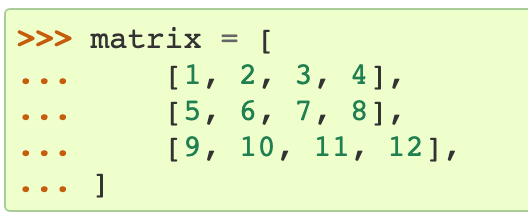 >>> matrix = [
...     [1, 2, 3, 4],
...     [5, 6, 7, 8],
...     [9, 10, 11, 12],
... ]